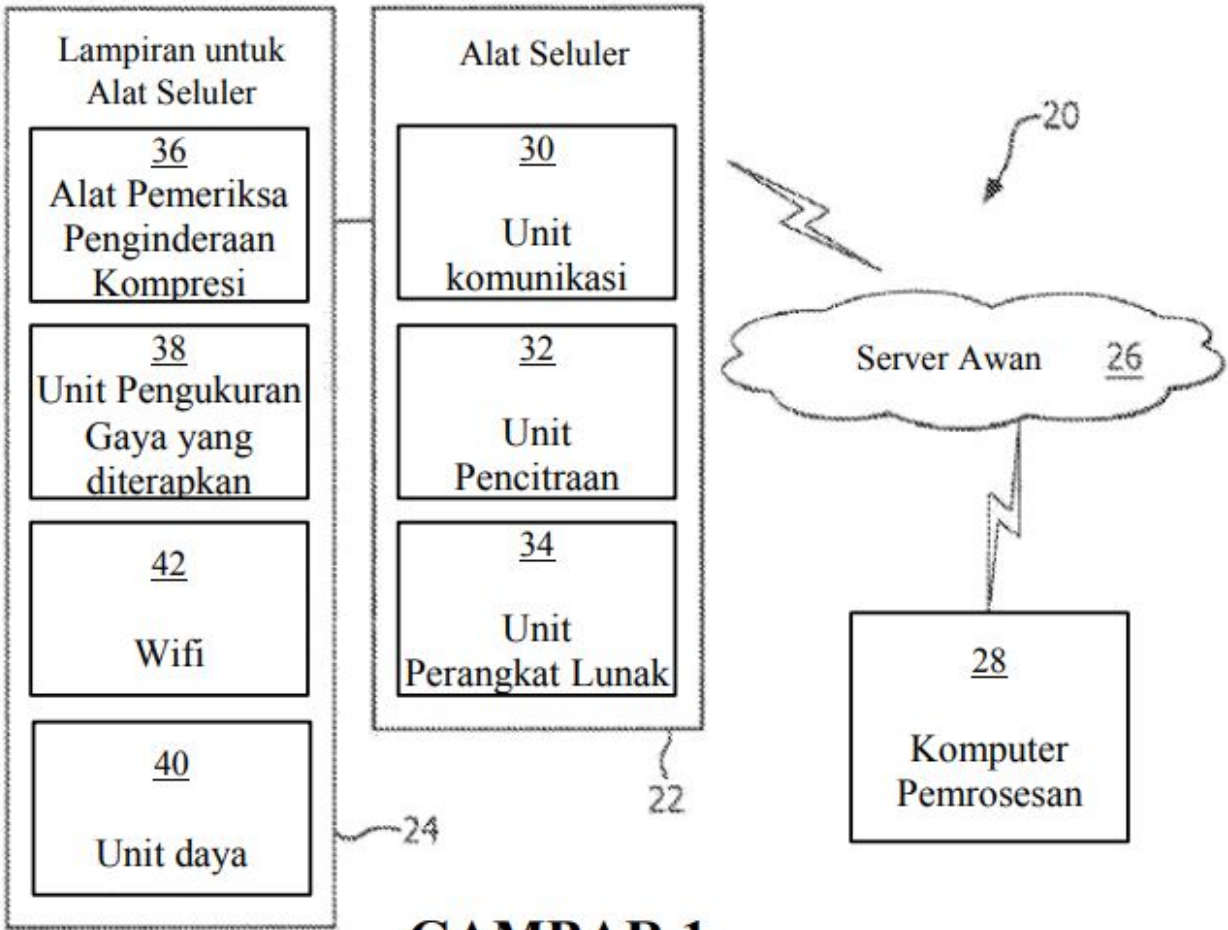 Lampiran untuk
Alat Seluler
36
Alat Pemeriksa
Penginderaan
Kompresi
38
Unit Pengukuran
Gaya yang
diterapkan
42
Wifi
40
Unit daya
24
Alat Seluler
30
Unit
komunikasi
32
Unit
Pencitraan
34
Unit
Perangkat Lunak
22
20
Server Awan 26
28
Komputer
Pemrosesan
GAMBAR 1